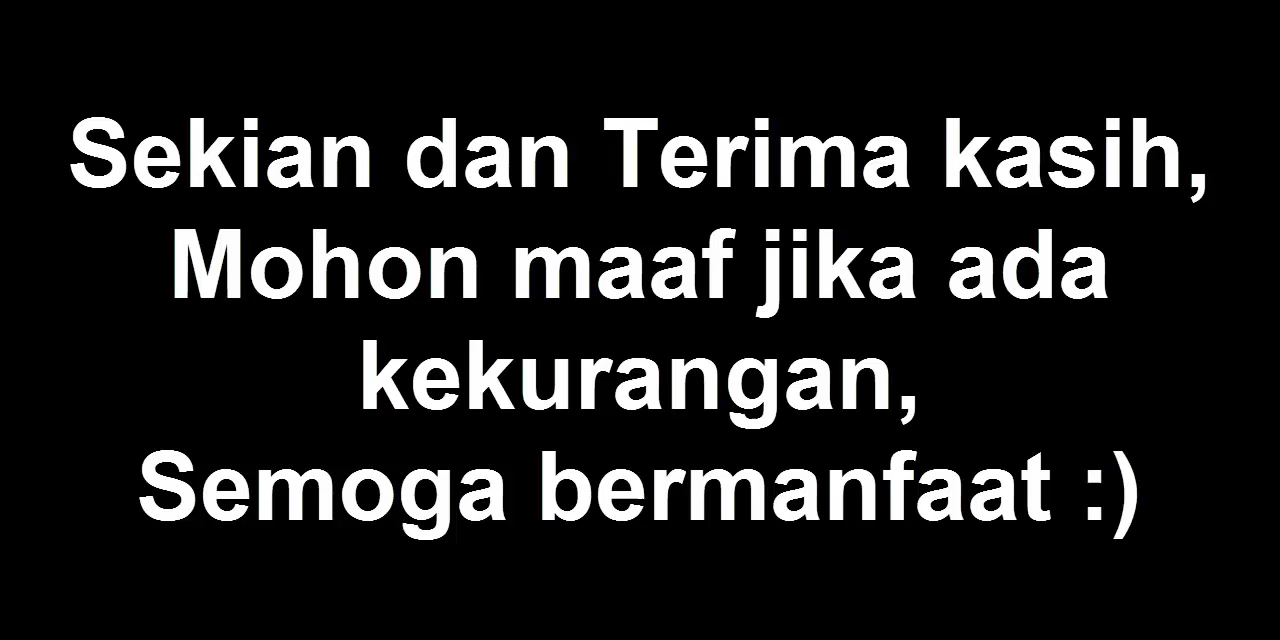 Sekian dan Terima kasih,
Mohon maaf jika ada
kekurangan,
Semoga bermanfaat :)